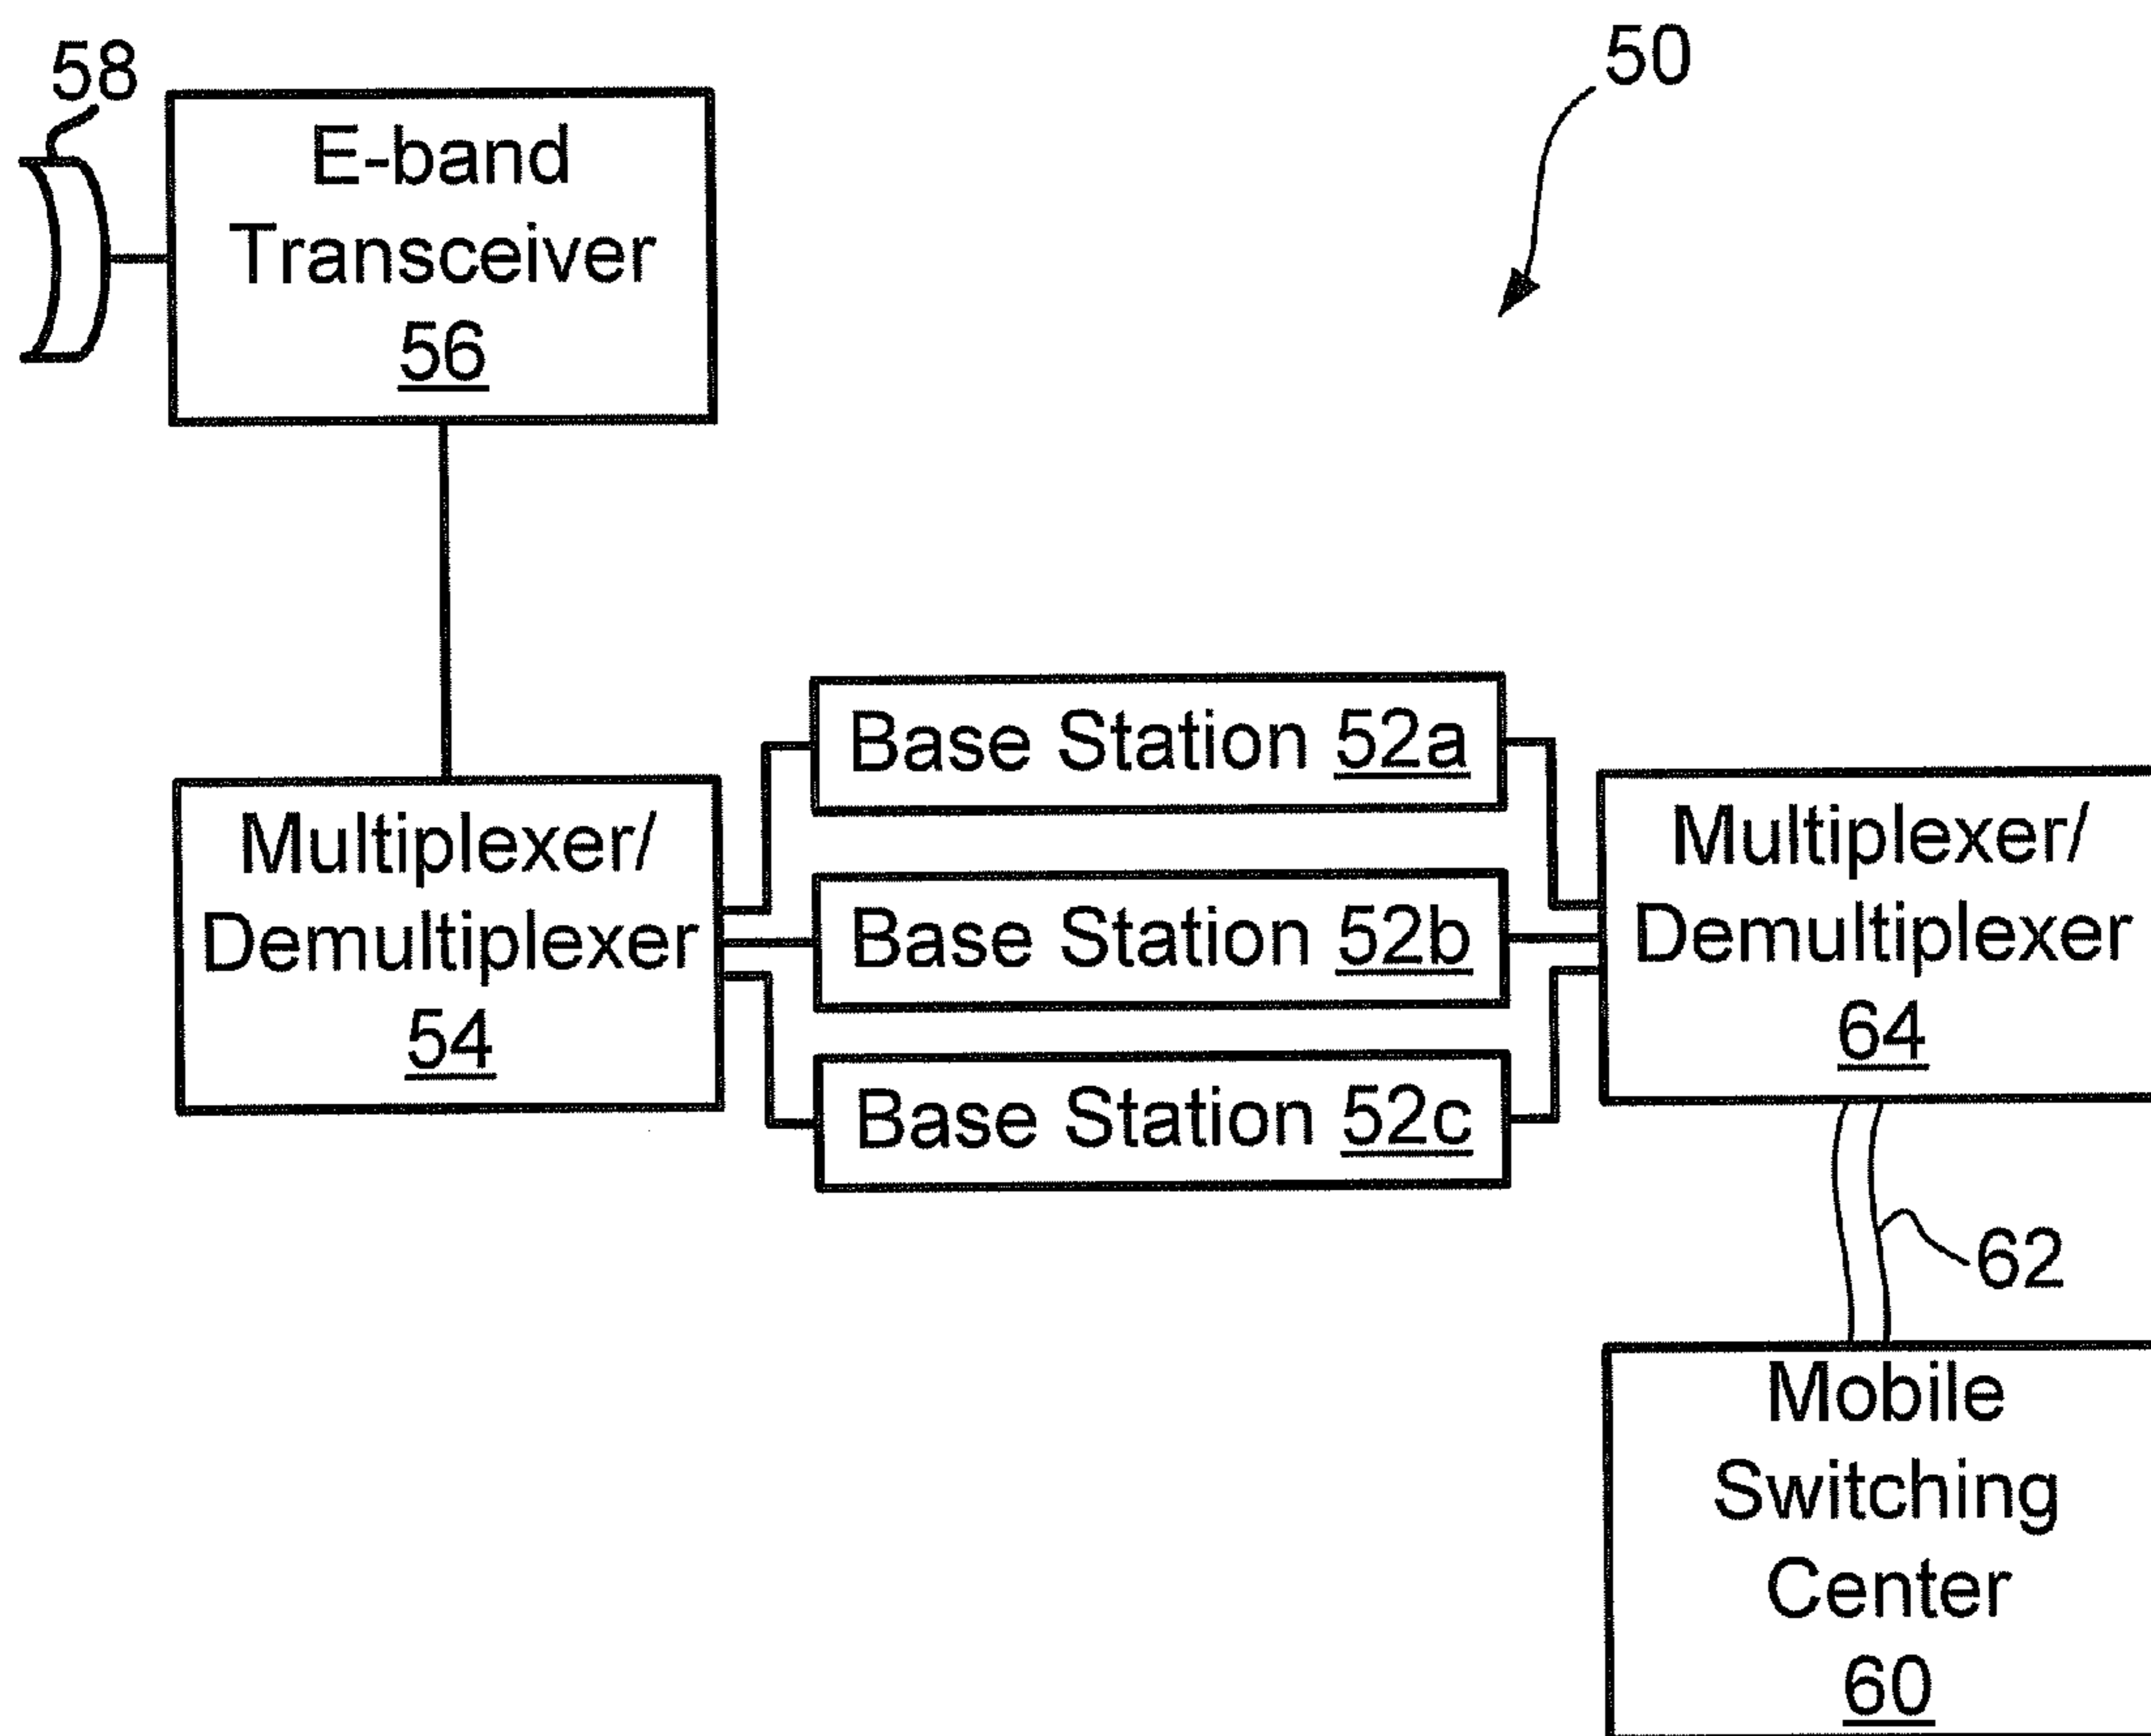 58
50
E-band
Transceiver
56
Base Station 52a
Multiplexer/
Demultiplexer
54
Base Station 52b
Base Station 52c
Multiplexer/
Demultiplexer
64
62
Mobile
Switching
Center
60